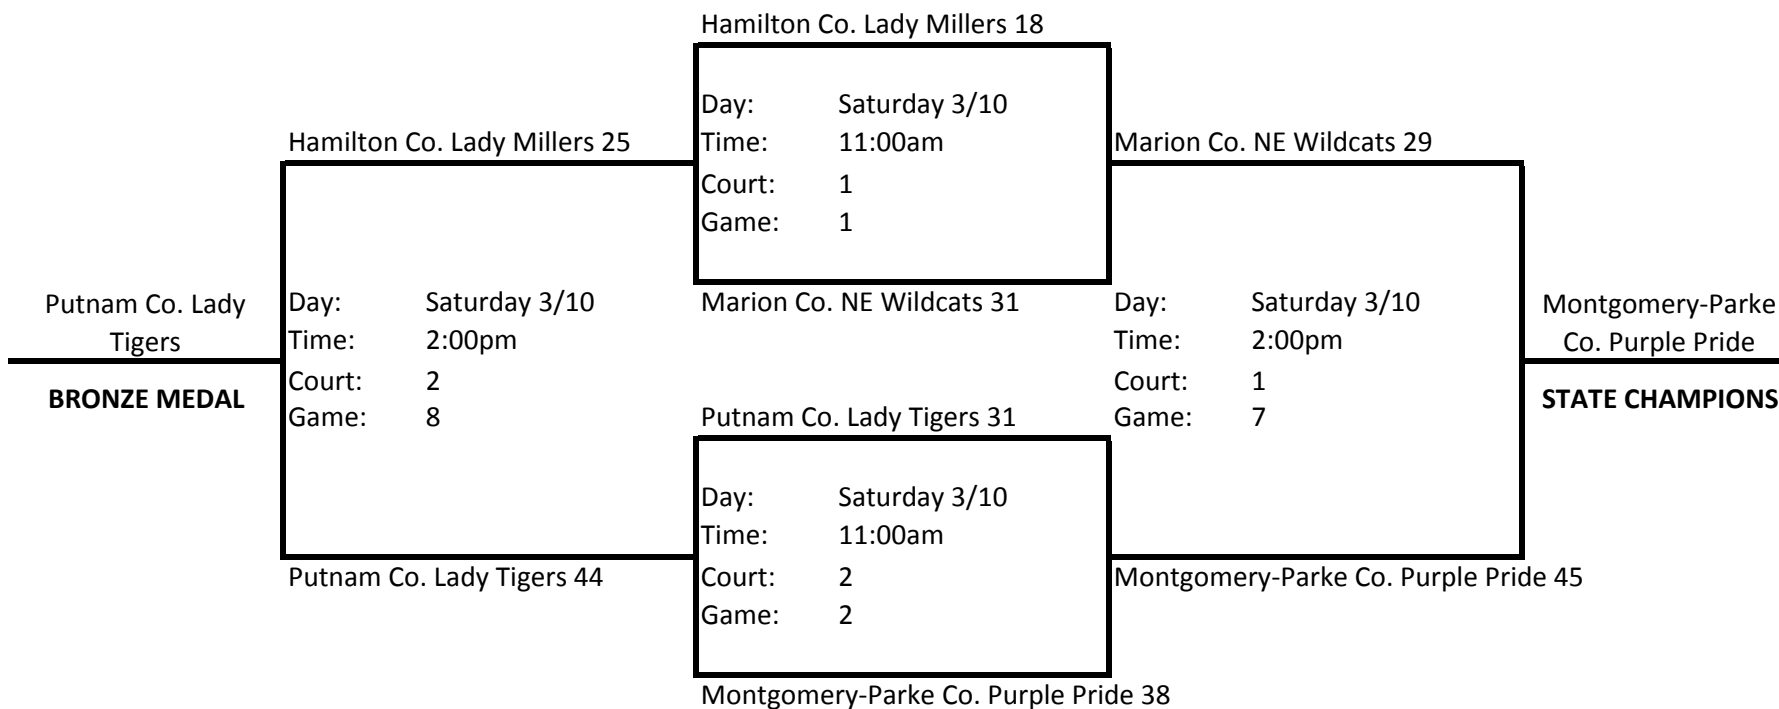 Hamilton Co. Lady Millers 18
Day: Saturday 3/10
Time: 11:00am
Court: 1
Game: 1
Marion Co. NE Wildcats 31
Hamilton Co. Lady Millers 25
Day: Saturday 3/10
Time: 2:00pm
Court: 2
Game: 8
Putnam Co. Lady Tigers 44
Putnam Co. Lady
Tigers
BRONZE MEDAL
Putnam Co. Lady Tigers 31
Day: Saturday 3/10
Time: 11:00am
Court: 2
Game: 2
Montgomery-Parke Co. Purple Pride 38
Marion Co. NE Wildcats 29
Day: Saturday 3/10
Time: 2:00pm
Court: 1
Game: 7
Montgomery-Parke Co. Purple Pride 45
Montgomery-Parke
Co. Purple Pride
STATE CHAMPIONS